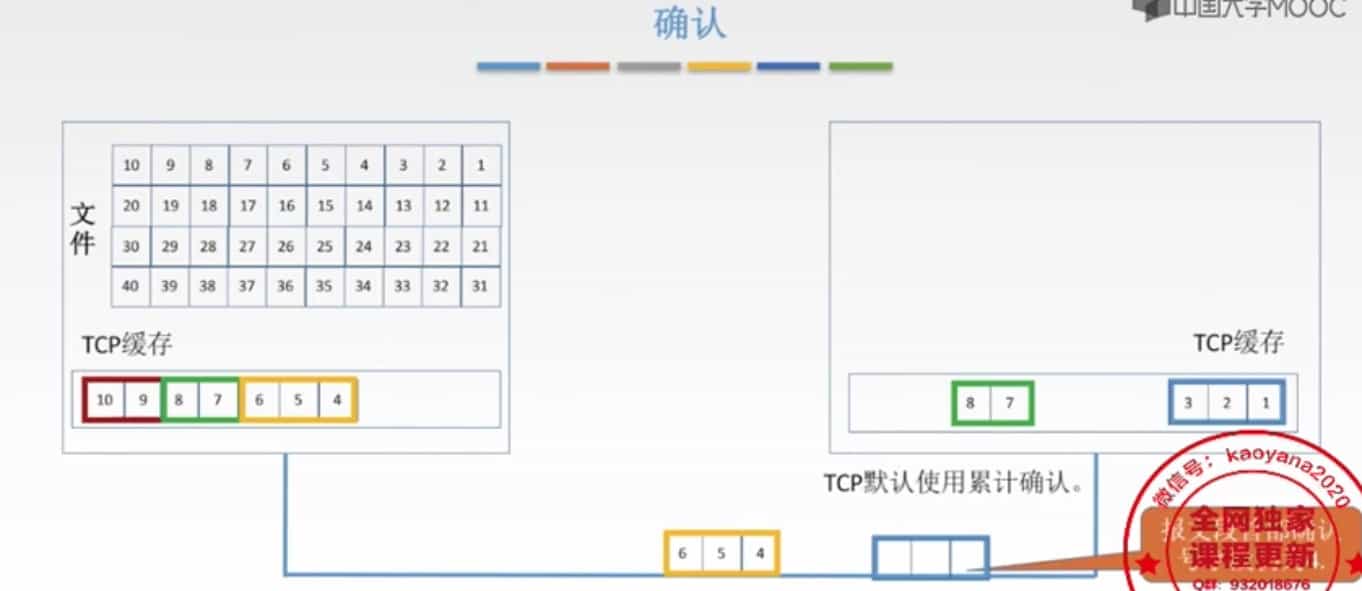 确认
中国大学MOOC
文件
10 9 8 7 6 5 4 3 2 1
20 19 18 17 16 15 14 13 12 11
30 29 28 27 26 25 24 23 22 21
40 39 38 37 36 35 34 33 32 31
TCP缓存
10 9 8 7 6 5 4
TCP缓存
8 7 3 2 1
TCP默认使用累计确认。
6 5 4
微信号：kaoyana2020
全网独家
课程更新
Q群：932018676